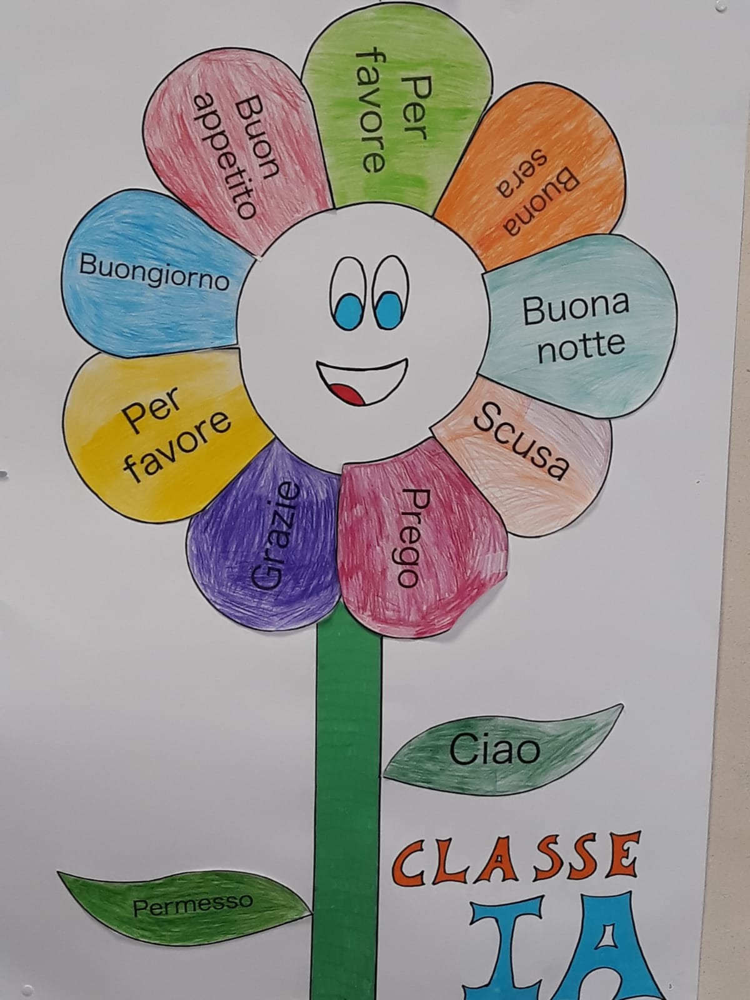 Per
favore
Buona
sera
Buona
notte
Scusa
Prego
Grazie
Per
favore
Buongiorno
Buon
appetito
Ciao
Permesso
CLASSE
IA